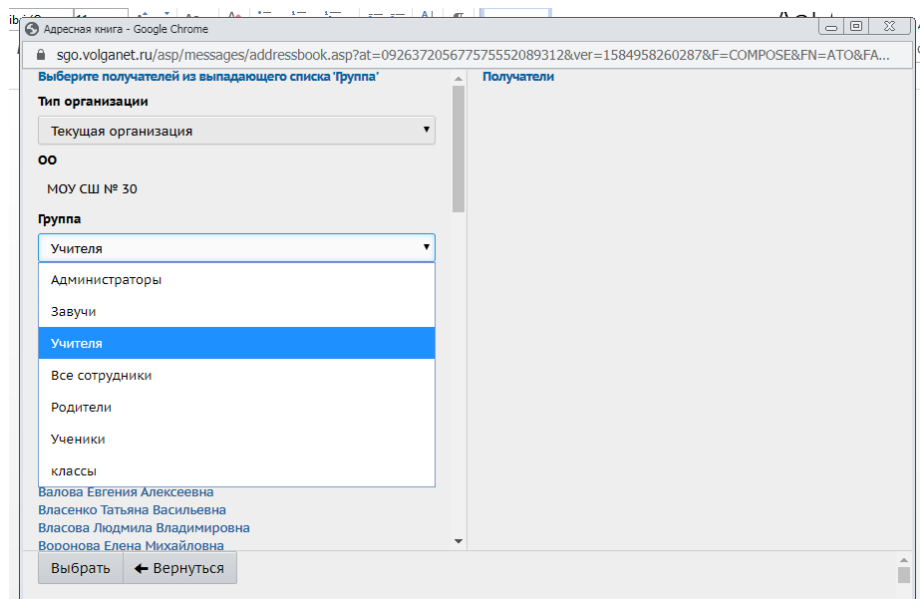 Адресная книга - Google Chrome
sgo.volganet.ru/asp/messages/addressbook.asp?at=092637205677575552089312&ver=1584958260287&F=COMPOSE&FN=ATO&FA...
Выберите получателей из выпадающего списка 'Группа'
Тип организации
Текущая организация
ОО
МОУ СШ № 30
Группа
Учителя
Администраторы
Завучи
Учителя
Все сотрудники
Родители
Ученики
классы
Валова Евгения Алексеевна
Власенко Татьяна Васильевна
Власова Людмила Владимировна
Воронова Елена Михайловна
Выбрать
Вернуться
Получатели